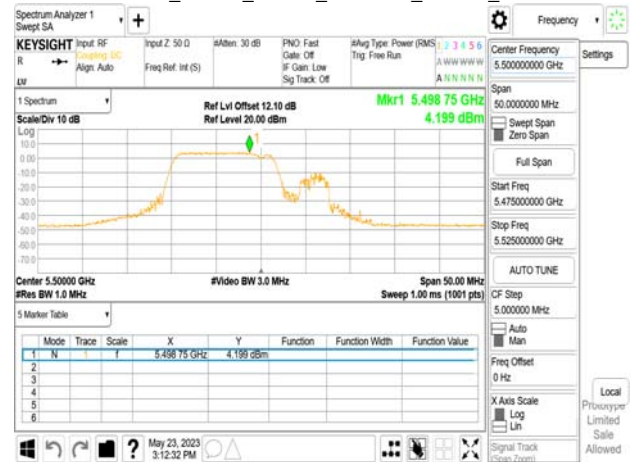 Spectrum Analyzer 1
Swept SA
+
Frequency
KEYSIGHT
Input: RF
Coupling: DC
Align: Auto
Input Z: 50 Ω
Freq Ref: Int (S)
#Atten: 30 dB
PNO: Fast
Gate: Off
IF Gain: Low
Sig Track: Off
#Avg Type: Power (RMS)
Trig: Free Run
1 2 3 4 5 6
A W W W W W
A N N N N N
R
Center Frequency
5.500000000 GHz
Settings
Span
50.0000000 MHz
Swept Span
Zero Span
Full Span
Start Freq
5.475000000 GHz
Stop Freq
5.525000000 GHz
AUTO TUNE
CF Step
5.000000 MHz
Auto
Man
Freq Offset
0 Hz
X Axis Scale
Log
Lin
Signal Track
(Span Zoom)
Local
Prototype
Limited
Sale
Allowed
1 Spectrum
Scale/Div 10 dB
Log
Ref Lvl Offset 12.10 dB
Ref Level 20.00 dBm
Mkr1 5.498 75 GHz
4.199 dBm
1
10.0
0.00
-10.0
-20.0
-30.0
-40.0
-50.0
-60.0
-70.0
Center 5.50000 GHz
#Res BW 1.0 MHz
#Video BW 3.0 MHz
Span 50.00 MHz
Sweep 1.00 ms (1001 pts)
5 Marker Table
Mode Trace Scale X Y Function Function Width Function Value
1 N 1 f 5.498 75 GHz 4.199 dBm
2
3
4
5
6
?
May 23, 2023
3:12:32 PM